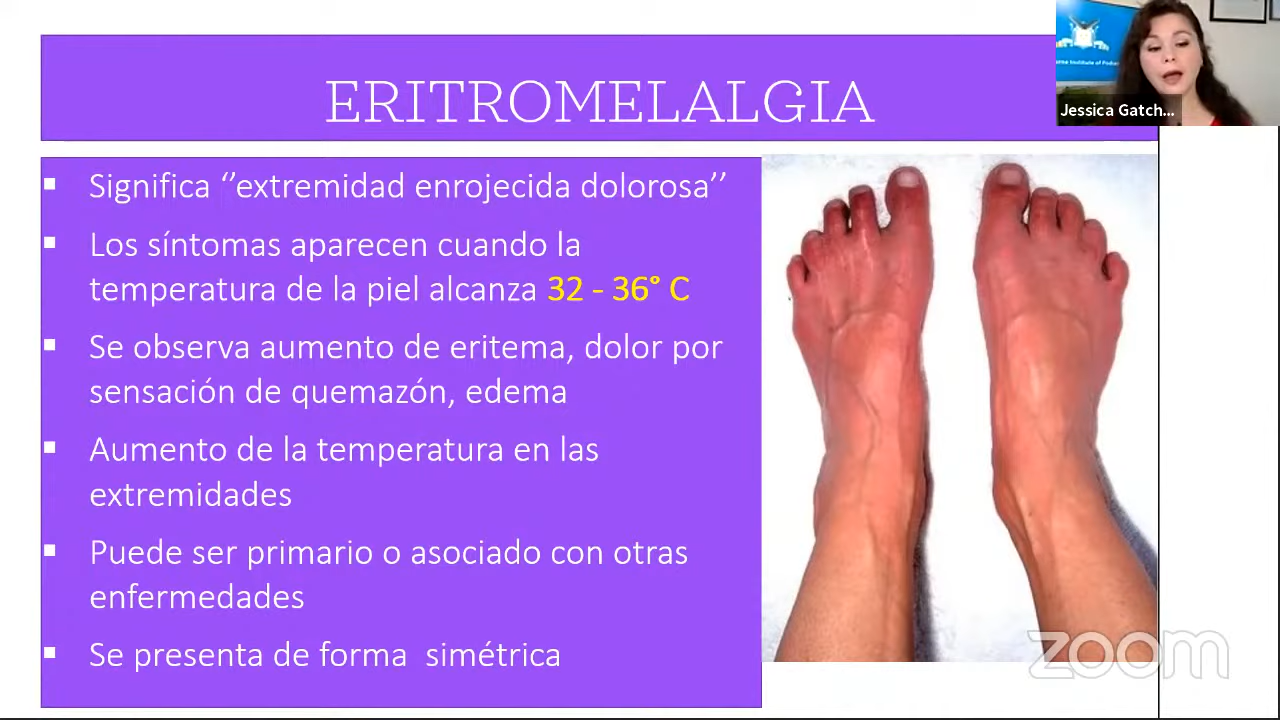 ERITROMELALGIA
Jessica Gatch...
▪ Significa ‘’extremidad enrojecida dolorosa’’
▪ Los síntomas aparecen cuando la
temperatura de la piel alcanza 32 - 36° C
▪ Se observa aumento de eritema, dolor por
sensación de quemazón, edema
▪ Aumento de la temperatura en las
extremidades
▪ Puede ser primario o asociado con otras
enfermedades
▪ Se presenta de forma simétrica
zoom